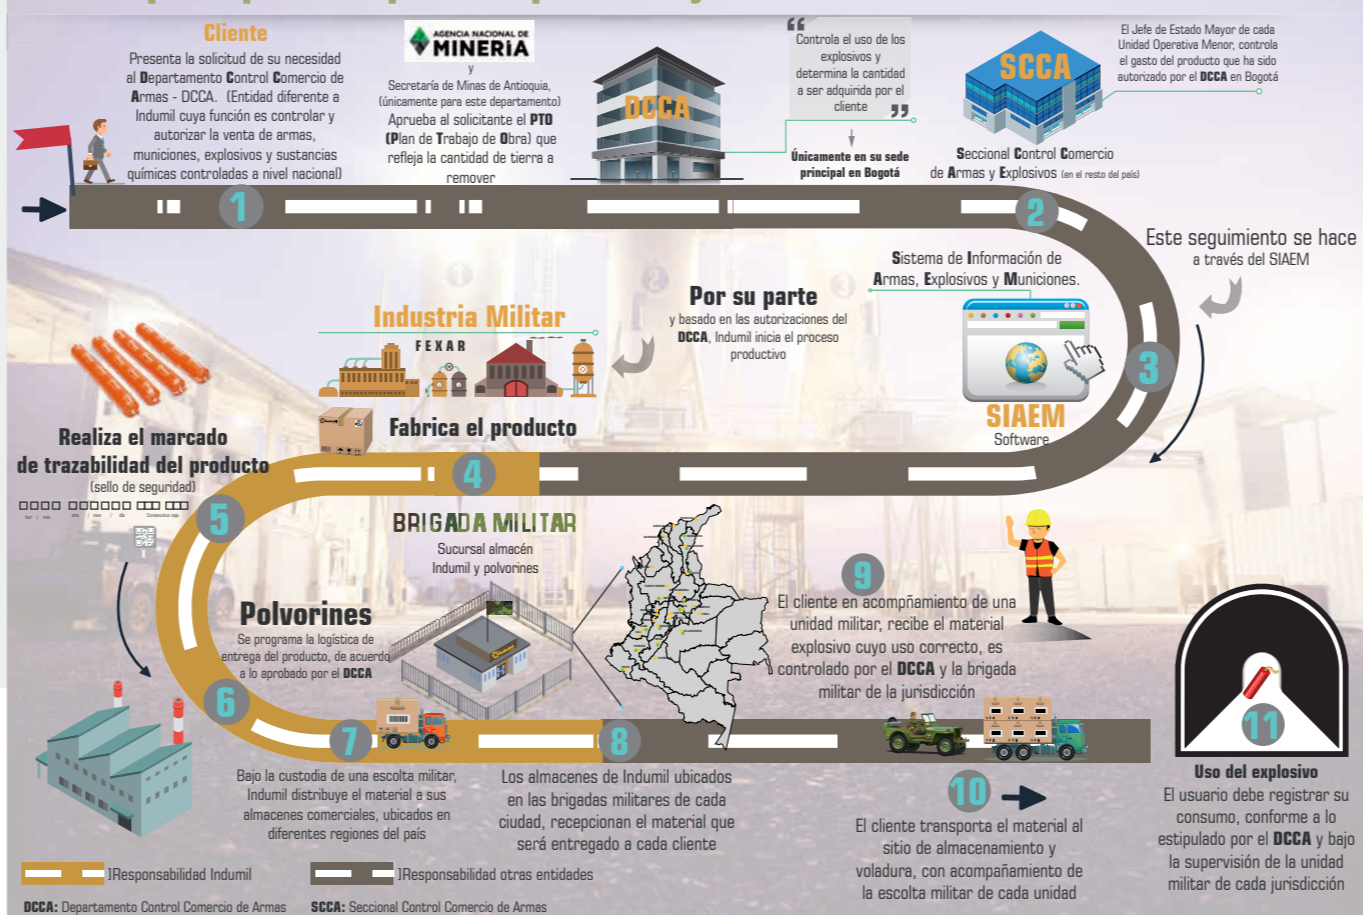 Cliente
Presenta la solicitud de su necesidad
al Departamento Control Comercio de
Armas - DCCA. (Entidad diferente a
Indumil cuya función es controlar y
autorizar la venta de armas,
municiones, explosivos y sustancias
químicas controladas a nivel nacional)
AGENCIA NACIONAL DE
MINERÍA
y
Secretaría de Minas de Antioquia,
(únicamente para este departamento)
Aprueba al solicitante el PTO
(Plan de Trabajo de Obra) que
refleja la cantidad de tierra a
remover
DCCA
“
Controla el uso de los
explosivos y
determina la cantidad
a ser adquirida por el
cliente
”
Únicamente en su sede
principal en Bogotá
SCCA
El Jefe de Estado Mayor de cada
Unidad Operativa Menor, controla
el gasto del producto que ha sido
autorizado por el DCCA en Bogotá
Seccional Control Comercio
de Armas y Explosivos (en el resto del país)
1
2
Este seguimiento se hace
a través del SIAEM
Sistema de Información de
Armas, Explosivos y Municiones.
SIAEM
Software
3
Por su parte
y basado en las autorizaciones del
DCCA, Indumil inicia el proceso
productivo
Industria Militar
FEXAR
Fabrica el producto
4
Realiza el marcado
de trazabilidad del producto
(sello de seguridad)
5
BRIGADA MILITAR
Sucursal almacén
Indumil y polvorines
Polvorines
Se programa la logística de
entrega del producto, de acuerdo
a lo aprobado por el DCCA
6
7
Bajo la custodia de una escolta militar,
Indumil distribuye el material a sus
almacenes comerciales, ubicados en
diferentes regiones del país
8
Los almacenes de Indumil ubicados
en las brigadas militares de cada
ciudad, recepcionan el material que
será entregado a cada cliente
9
El cliente en acompñamiento de una
unidad militar, recibe el material
explosivo cuyo uso correcto, es
controlado por el DCCA y la brigada
militar de la jurisdicción
10
El cliente transporta el material al
sitio de almacenamiento y
voladura, con acompañamiento de
la escolta militar de cada unidad
11
Uso del explosivo
El usuario debe registrar su
consumo, conforme a lo
estipulado por el DCCA y bajo
la supervisión de la unidad
militar de cada jurisdicción
]Responsabilidad Indumil
]Responsabilidad otras entidades
DCCA: Departamento Control Comercio de Armas
SCCA: Seccional Control Comercio de Armas